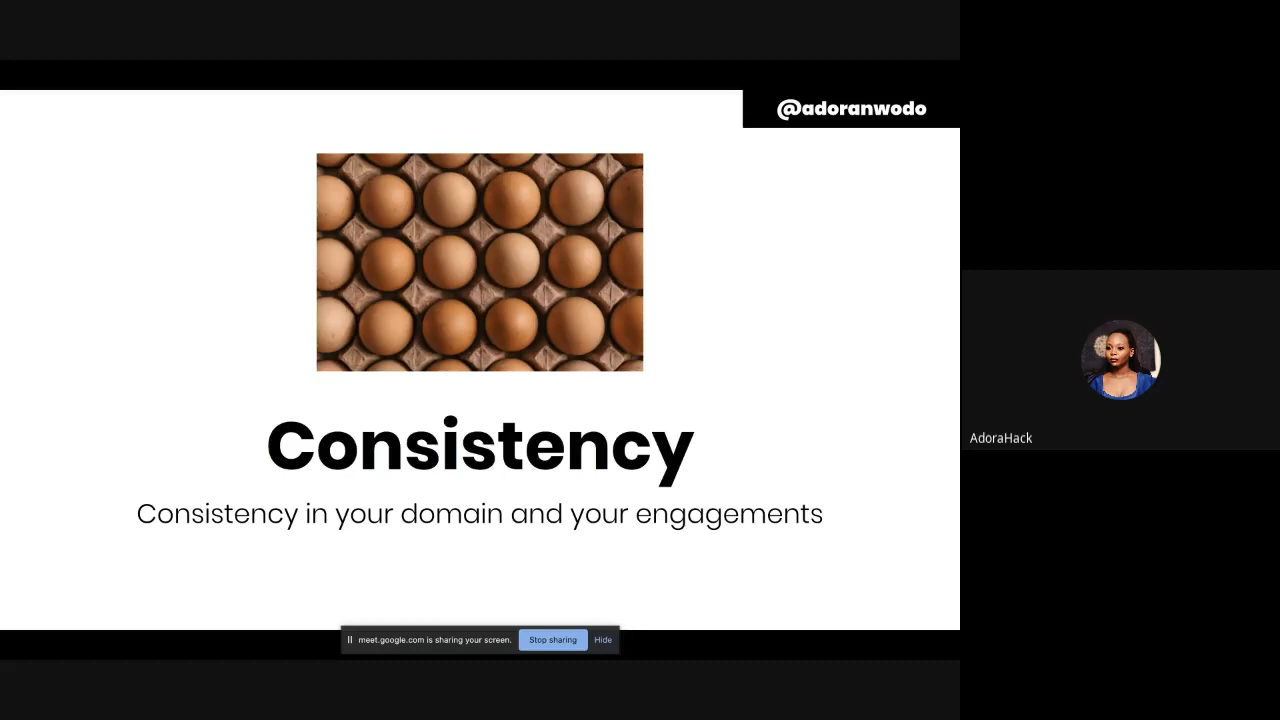 @adoranwodo
Consistency
Consistency in your domain and your engagements
AdoraHack
meet.google.com is sharing your screen. Stop sharing Hide